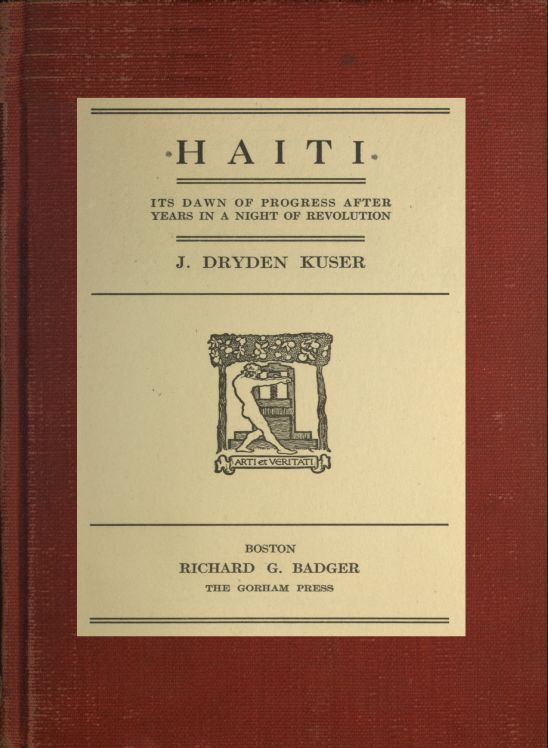 ·HAITI·
ITS DAWN OF PROGRESS AFTER
YEARS IN A NIGHT OF REVOLUTION
J. DRYDEN KUSER
ARTI et VERITATI
BOSTON
RICHARD G. BADGER
THE GORHAM PRESS